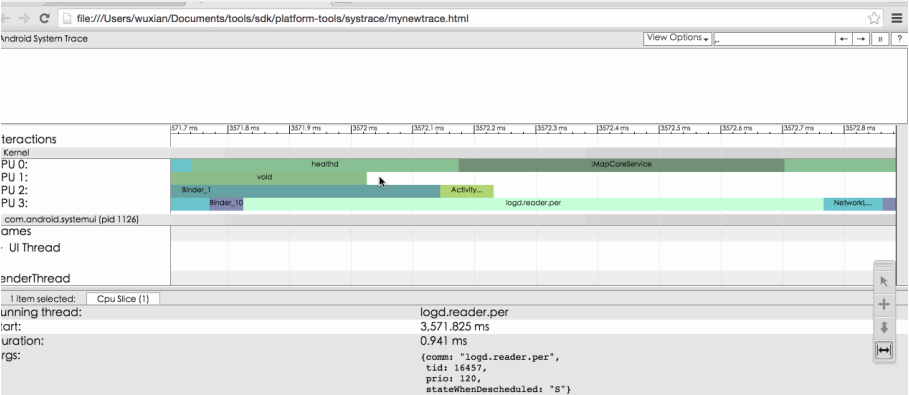 file:///Users/wuxian/Documents/tools/sdk/platform-tools/systrace/mynewtrace.html
Android System Trace
View Options
,.
← → » ?
571.7 ms 3571.8 ms 3571.9 ms 3572 ms 3572.1 ms 3572.2 ms 3572.3 ms 3572.4 ms 3572.5 ms 3572.6 ms 3572.7 ms 3572.8 ms
teractions
Kernel
PU 0: healthd :MapCoreService
PU 1: void
PU 2: Binder_1 Activity...
PU 3: Binder_10 logd.reader.per NetworkL...
com.android.systemui (pid 1126)
ames
UI Thread
enderThread
1 item selected: Cpu Slice (1)
unning thread: logd.reader.per
tart: 3,571.825 ms
uration: 0.941 ms
rgs: {comm: "logd.reader.per",
tid: 16457,
prio: 120,
stateWhenDescheduled: "S"}